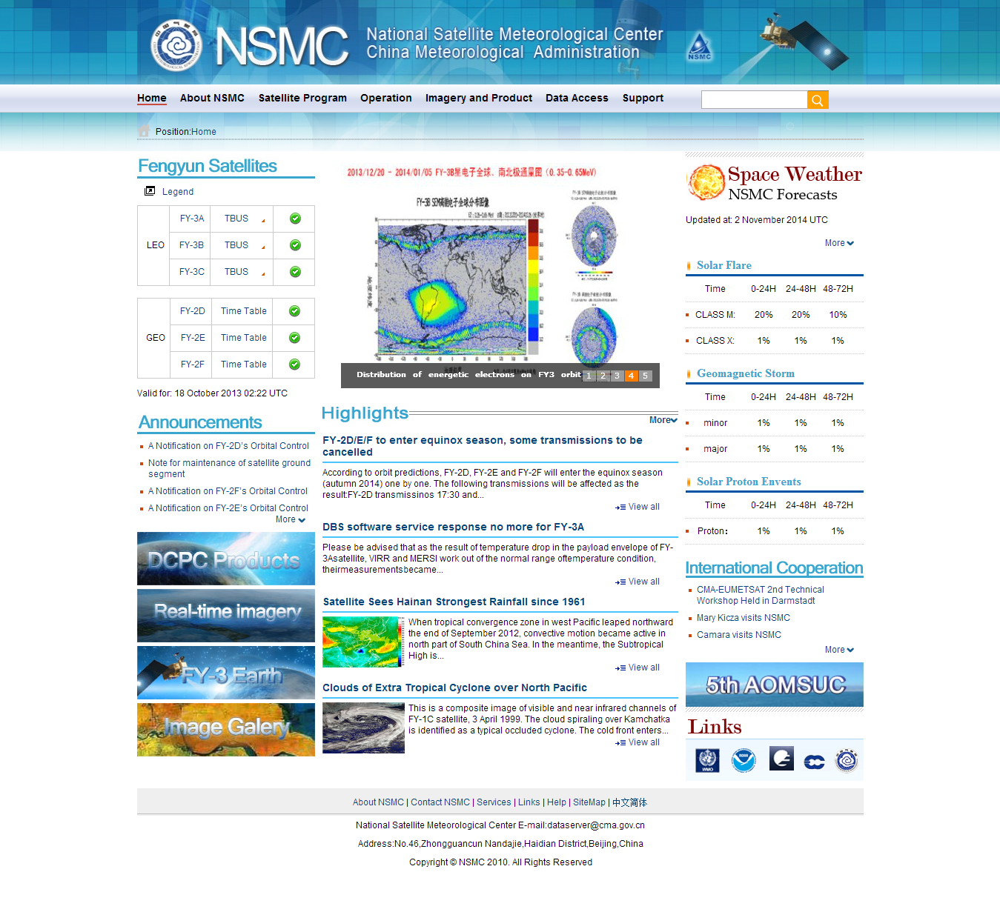 NSMC
National Satellite Meteorological Center
China Meteorological Administration
NSMC
Home About NSMC Satellite Program Operation Imagery and Product Data Access Support
Position:Home
Fengyun Satellites
Legend
LEO
FY-3A TBUS
FY-3B TBUS
FY-3C TBUS
GEO
FY-2D Time Table
FY-2E Time Table
FY-2F Time Table
Valid for: 18 October 2013 02:22 UTC
Announcements
A Notification on FY-2D's Orbital Control
Note for maintenance of satellite ground
segment
A Notification on FY-2F's Orbital Control
A Notification on FY-2E's Orbital Control
More
DCPC Products
Real-time imagery
FY-3 Earth
Image Galery
2013/12/20 - 2014/01/05 FY-3B星电子全球、南北极通量图 (0.35-0.65MeV)
Distribution of energetic electrons on FY3 orbit 1 2 3 4 5
Highlights
More
FY-2D/E/F to enter equinox season, some transmissions to be
cancelled
According to orbit predictions, FY-2D, FY-2E and FY-2F will enter the equinox season
(autumn 2014) one by one. The following transmissions will be affected as the
result:FY-2D transmissinos 17:30 and...
View all
DBS software service response no more for FY-3A
Please be advised that as the result of temperature drop in the payload envelope of FY-
3Asatellite, VIRR and MERSI work out of the normal range oftemperature condition,
theirmeasurementsbecame...
View all
Satellite Sees Hainan Strongest Rainfall since 1961
When tropical convergence zone in west Pacific leaped northward
the end of September 2012, convective motion became active in
north part of South China Sea. In the meantime, the Subtropical
High is...
View all
Clouds of Extra Tropical Cyclone over North Pacific
This is a composite image of visible and near infrared channels of
FY-1C satellite, 3 April 1999. The cloud spiraling over Kamchatka
is identified as a typical occluded cyclone. The cold front enters...
View all
Space Weather
NSMC Forecasts
Updated at: 2 November 2014 UTC
More
Solar Flare
Time 0-24H 24-48H 48-72H
CLASS M: 20% 20% 10%
CLASS X: 1% 1% 1%
Geomagnetic Storm
Time 0-24H 24-48H 48-72H
minor 1% 1% 1%
major 1% 1% 1%
Solar Proton Envents
Time 0-24H 24-48H 48-72H
Proton： 1% 1% 1%
International Cooperation
CMA-EUMETSAT 2nd Technical
Workshop Held in Darmstadt
Mary Kicza visits NSMC
Camara visits NSMC
More
5th AOMSUC
Links
WMO
About NSMC | Contact NSMC | Services | Links | Help | SiteMap | 中文简体
National Satellite Meteorological Center E-mail:dataserver@cma.gov.cn
Address:No.46,Zhongguancun Nandajie,Haidian District,Beijing,China
Copyright © NSMC 2010. All Rights Reserved